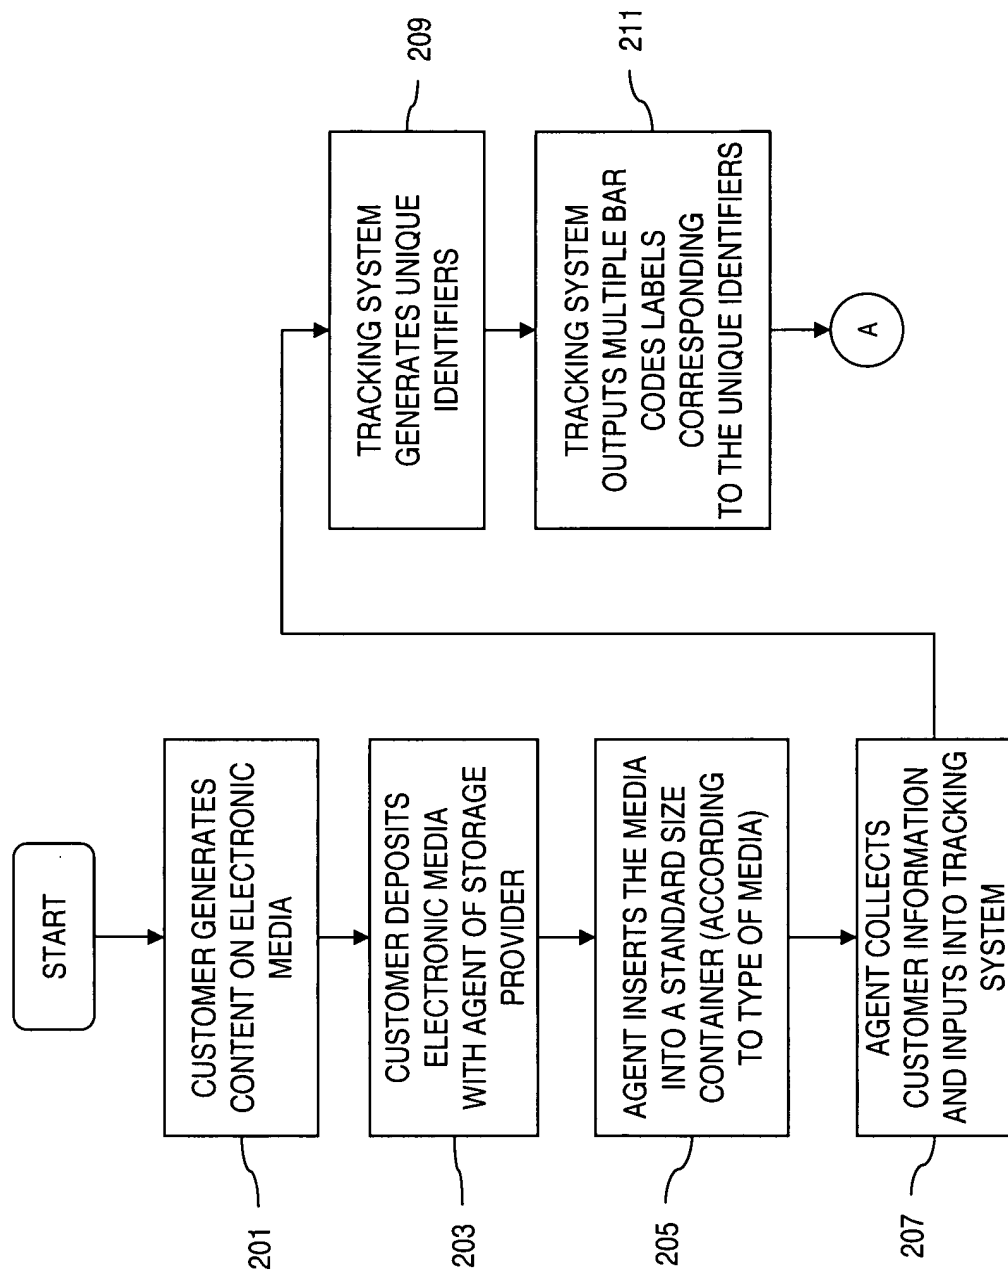 START
CUSTOMER GENERATES
CONTENT ON ELECTRONIC
MEDIA
201
CUSTOMER DEPOSITS
ELECTRONIC MEDIA
WITH AGENT OF STORAGE
PROVIDER
203
AGENT INSERTS THE MEDIA
INTO A STANDARD SIZE
CONTAINER (ACCORDING
TO TYPE OF MEDIA)
205
AGENT COLLECTS
CUSTOMER INFORMATION
AND INPUTS INTO TRACKING
SYSTEM
207
TRACKING SYSTEM
GENERATES UNIQUE
IDENTIFIERS
209
TRACKING SYSTEM
OUTPUTS MULTIPLE BAR
CODES LABELS
CORRESPONDING
TO THE UNIQUE IDENTIFIERS
211
A